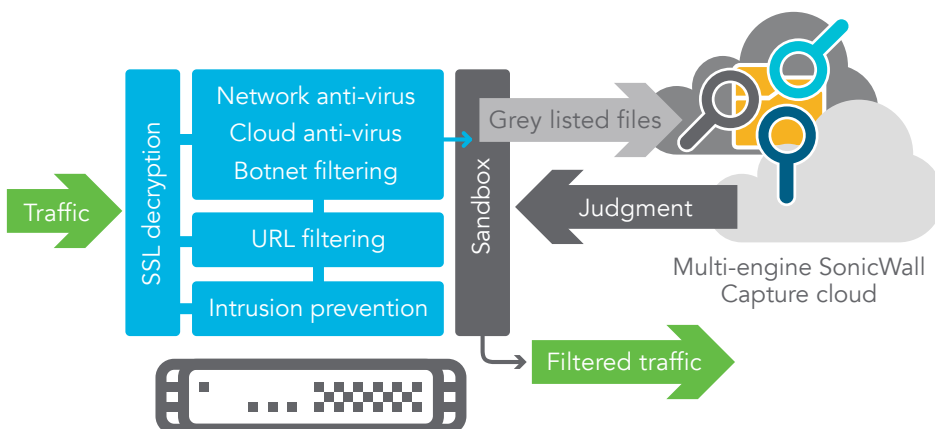 Traffic
SSL decryption
Network anti-virus
Cloud anti-virus
Botnet filtering
URL filtering
Intrusion prevention
Sandbox
Grey listed files
Judgment
Multi-engine SonicWall
Capture cloud
Filtered traffic